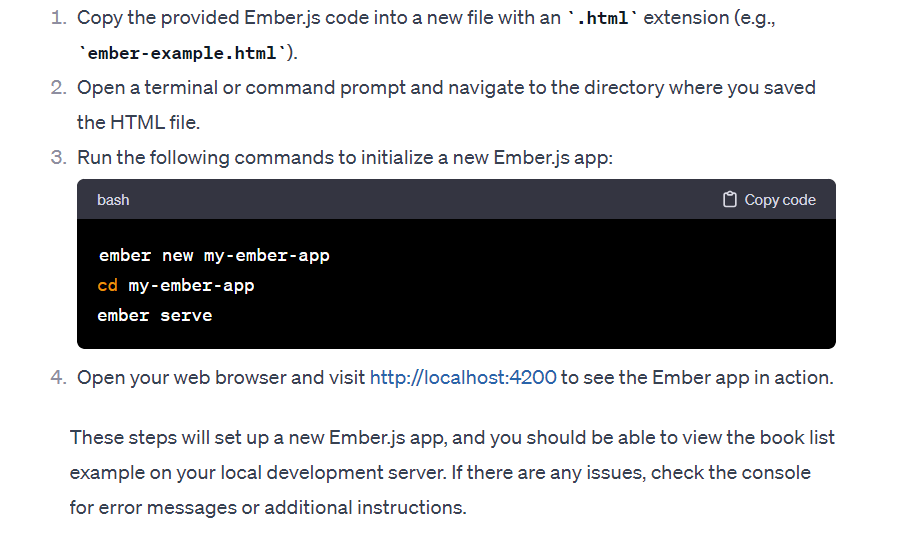 1. Copy the provided Ember.js code into a new file with an `.html` extension (e.g.,
`ember-example.html`).
2. Open a terminal or command prompt and navigate to the directory where you saved
the HTML file.
3. Run the following commands to initialize a new Ember.js app:
bash Copy code
ember new my-ember-app
cd my-ember-app
ember serve
4. Open your web browser and visit http://localhost:4200 to see the Ember app in action.
These steps will set up a new Ember.js app, and you should be able to view the book list
example on your local development server. If there are any issues, check the console
for error messages or additional instructions.